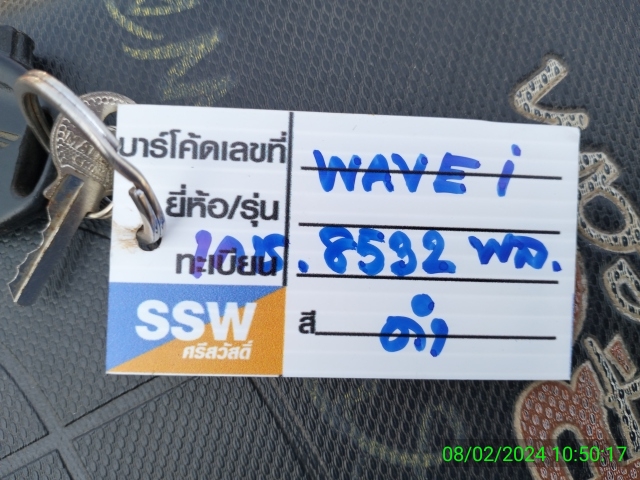 บาร์โค้ดเลขที่
WAVE i
ยี่ห้อ/รุ่น
ทะเบียน
1กษ. 8592 พล.
SSW
ศรีสวัสดิ์
สี ดำ
08/02/2024 10:50:17